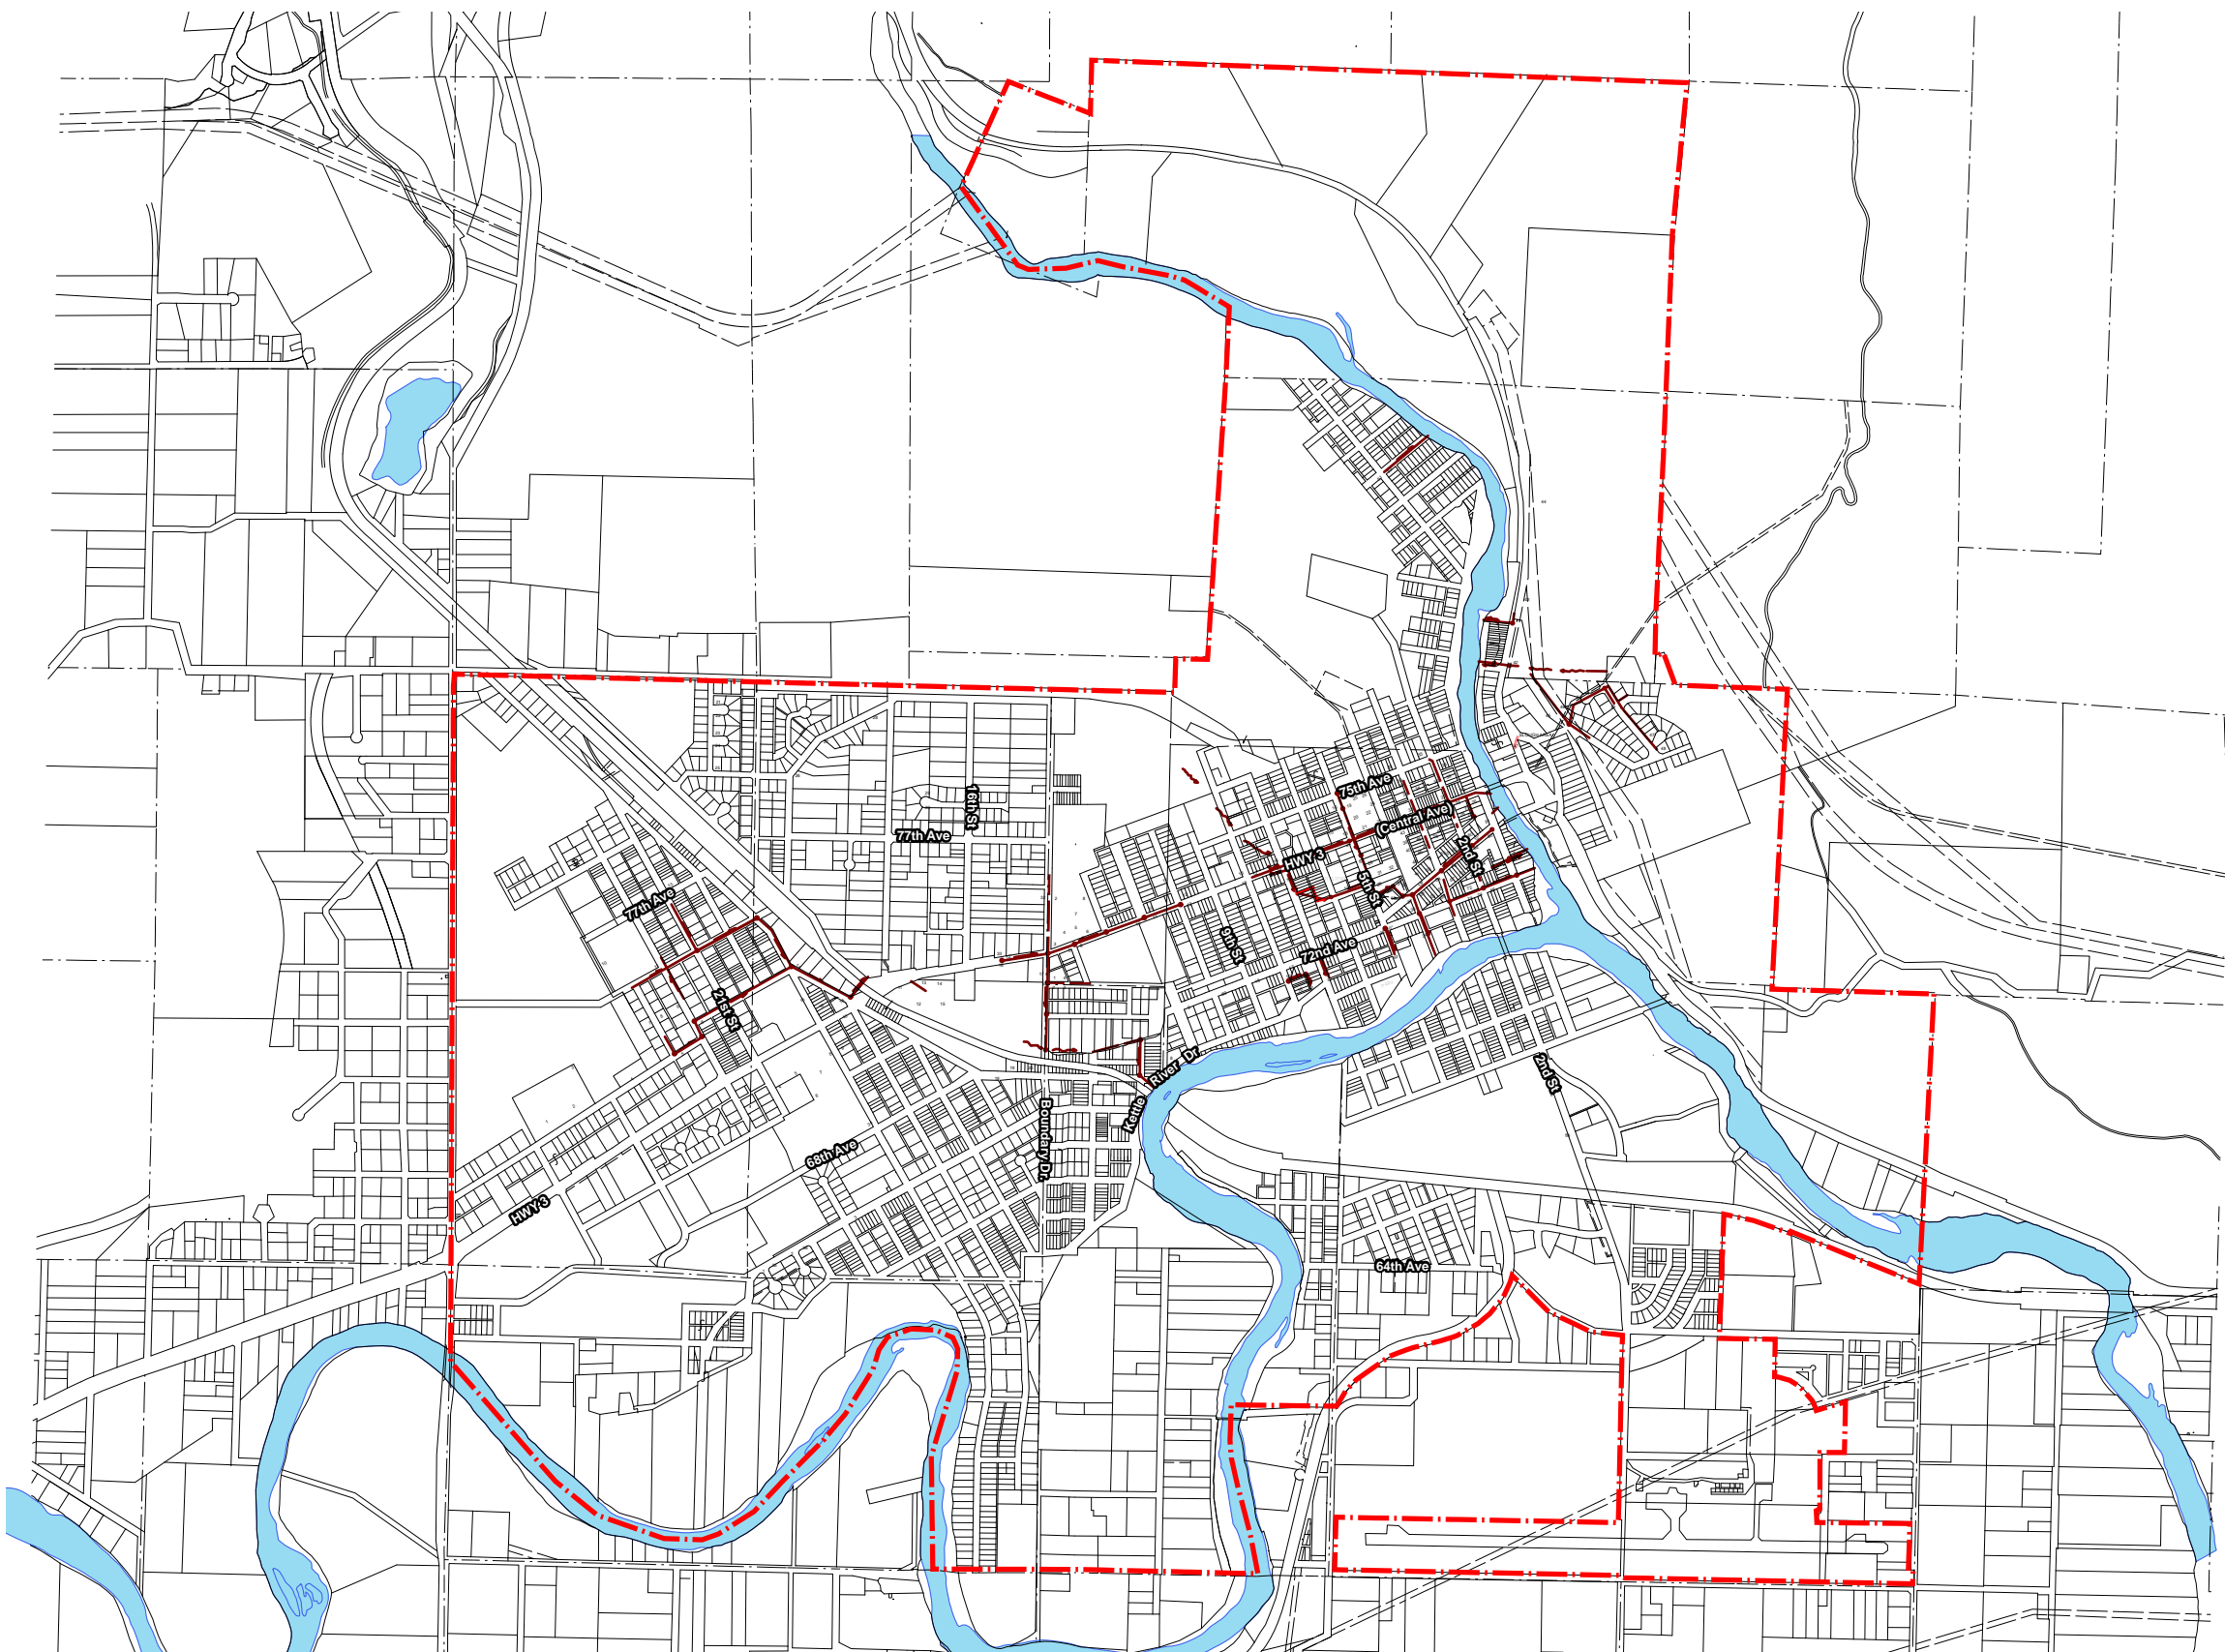 75th Ave
16th St
(Central Ave)
77th Ave
HWY 3
2nd St
5th St
77th Ave
9th St
72nd Ave
21st St
River Dr
Kettle
2nd St
Boundary Dr.
68th Ave
HWY 3
64th Ave